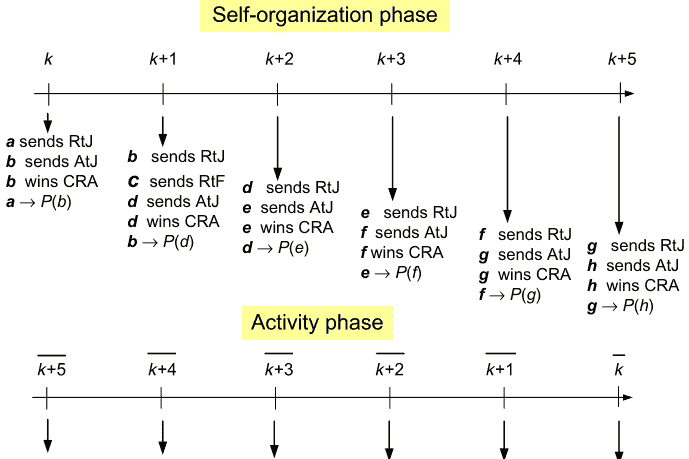 Self-organization phase
k k+1 k+2 k+3 k+4 k+5
a sends RtJ
b sends AtJ
b wins CRA
a → P(b)
b sends RtJ
c sends RtF
d sends AtJ
d wins CRA
b → P(d)
d sends RtJ
e sends AtJ
e wins CRA
d → P(e)
e sends RtJ
f sends AtJ
f wins CRA
e → P(f)
f sends RtJ
g sends AtJ
g wins CRA
f → P(g)
g sends RtJ
h sends AtJ
h wins CRA
g → P(h)
Activity phase
k+5 k+4 k+3 k+2 k+1 k